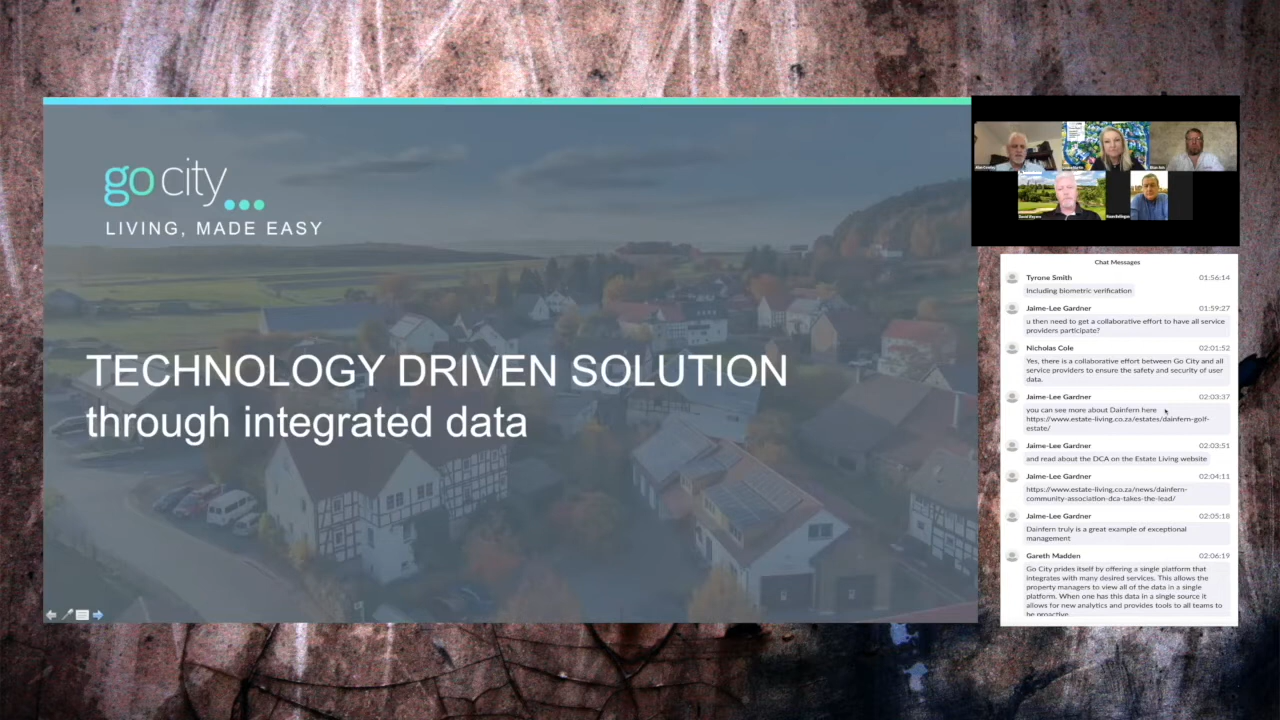 go city...
LIVING, MADE EASY
TECHNOLOGY DRIVEN SOLUTION
through integrated data
Chat Messages
Tyrone Smith 01:56:14
Including biometric verification
Jaime-Lee Gardner 01:59:27
u then need to get a collaborative effort to have all service
providers participate?
Nicholas Cole 02:01:52
Yes, there is a collaborative effort between Go City and all
service providers to ensure the safety and security of user
data.
Jaime-Lee Gardner 02:03:37
you can see more about Dainfern here
https://www.estate-living.co.za/estates/dainfern-golf-
estate/
Jaime-Lee Gardner 02:03:51
and read about the DCA on the Estate Living website
Jaime-Lee Gardner 02:04:11
https://www.estate-living.co.za/news/dainfern-
community-association-dca-takes-the-lead/
Jaime-Lee Gardner 02:05:18
Dainfern truly is a great example of exceptional
management
Gareth Madden 02:06:19
Go City prides itself by offering a single platform that
integrates with many desired services. This allows the
property managers to view all of the data in a single
platform. When one has this data in a single source it
allows for new analytics and provides tools to all teams to
be proactive